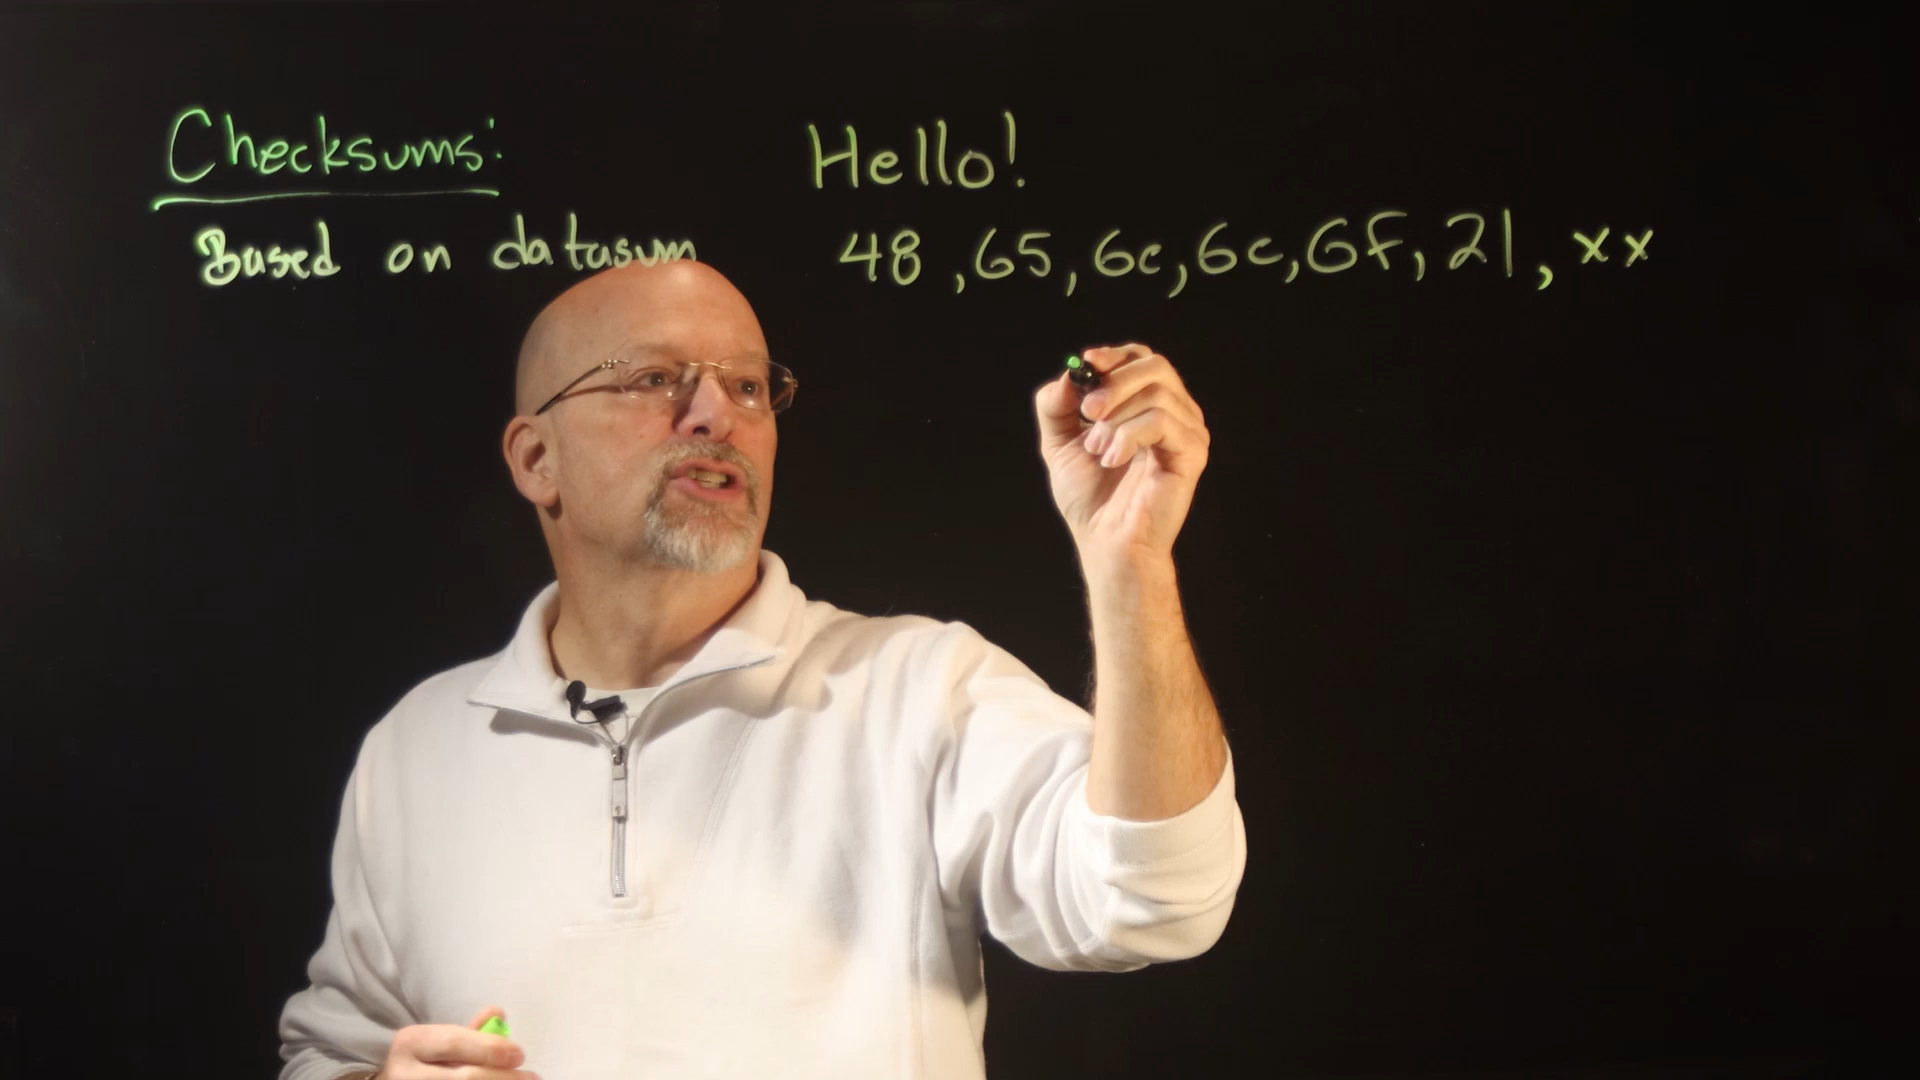 Checksums:
Based on datasum
Hello!
48, 65, 6c, 6c, 6f, 21, xx